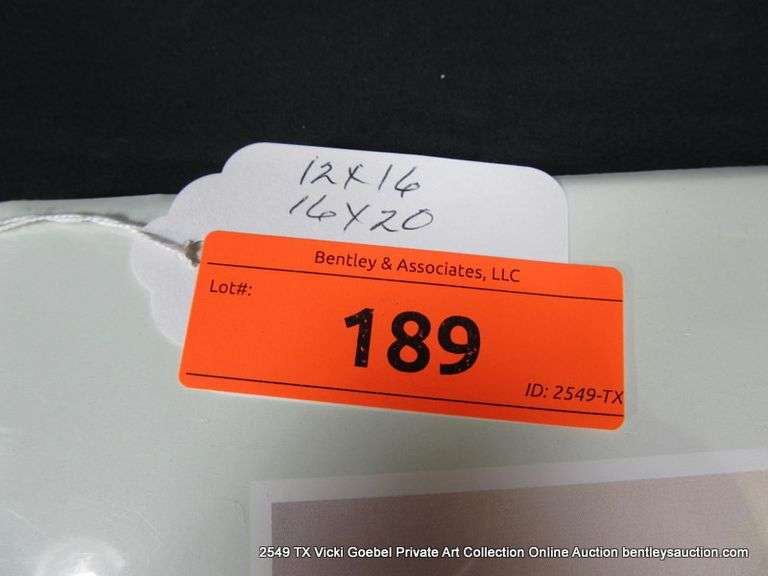 12X16
16X20
Bentley & Associates, LLC
Lot#:
189
ID: 2549-TX
2549 TX Vicki Goebel Private Art Collection Online Auction bentleysauction.com